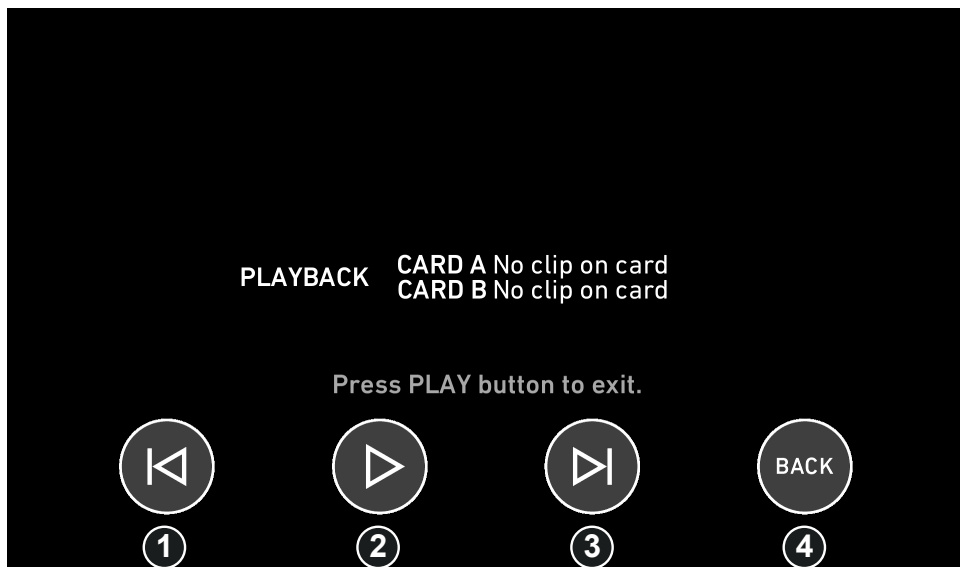 PLAYBACK
CARD A No clip on card
CARD B No clip on card
Press PLAY button to exit.
BACK
1
2
3
4